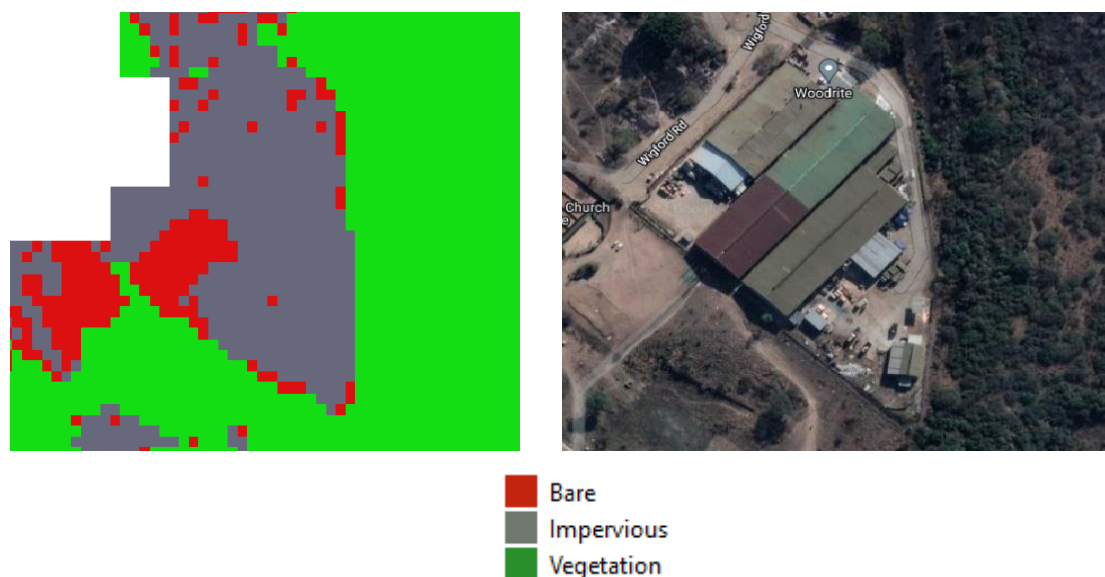 Wigford
Woodrite
Wigford Rd
Church
e
Bare
Impervious
Vegetation